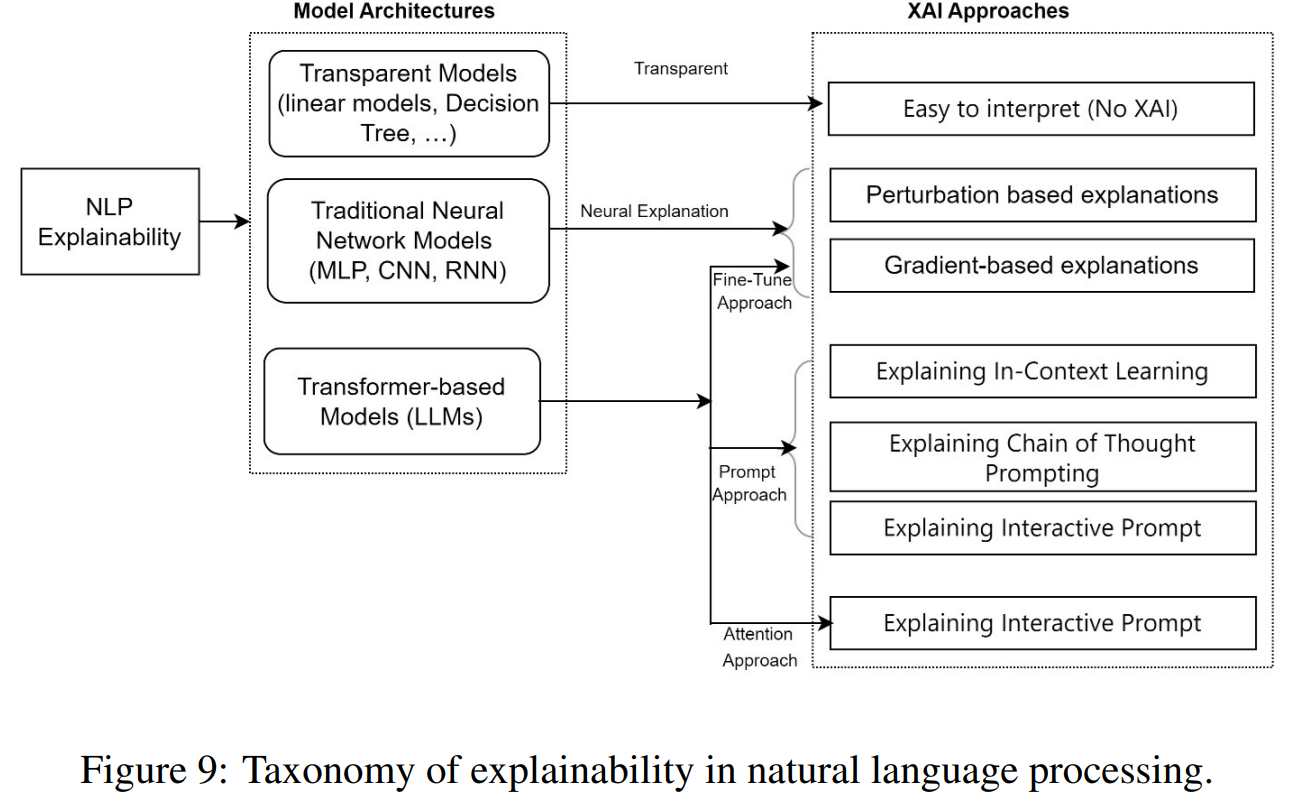 Model Architectures
XAI Approaches
NLP
Explainability
Transparent Models
(linear models, Decision
Tree, …)
Transparent
Easy to interpret (No XAI)
Traditional Neural
Network Models
(MLP, CNN, RNN)
Neural Explanation
Perturbation based explanations
Gradient-based explanations
Fine-Tune
Approach
Transformer-based
Models (LLMs)
Prompt
Approach
Explaining In-Context Learning
Explaining Chain of Thought
Prompting
Explaining Interactive Prompt
Attention
Approach
Explaining Interactive Prompt
Figure 9: Taxonomy of explainability in natural language processing.